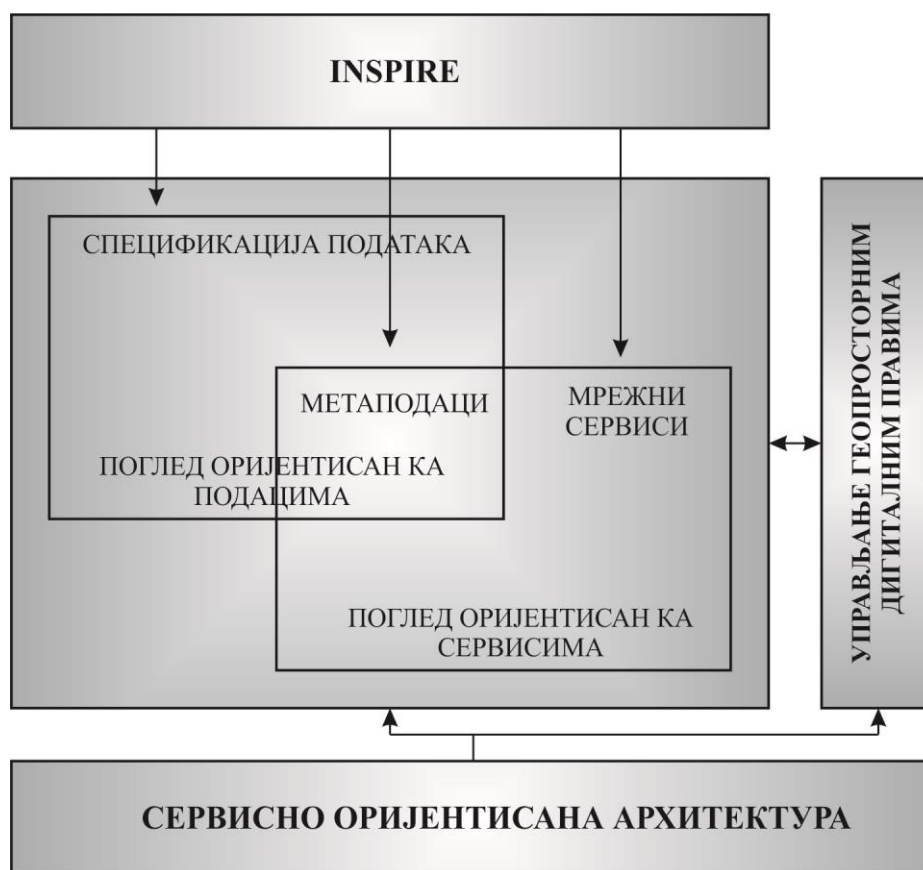 INSPIRE
СПЕЦИФИКАЦИЈА ПОДАТАКА
МЕТАПОДАЦИ
МРЕЖНИ
СЕРВИСИ
ПОГЛЕД ОРИЈЕНТИСАН КА
ПОДАЦИМА
ПОГЛЕД ОРИЈЕНТИСАН КА
СЕРВИСИМА
УПРАВЉАЊЕ ГЕОПРОСТОРНИМ
ДИГИТАЛНИМ ПРАВИМА
СЕРВИСНО ОРИЈЕНТИСАНА АРХИТЕКТУРА